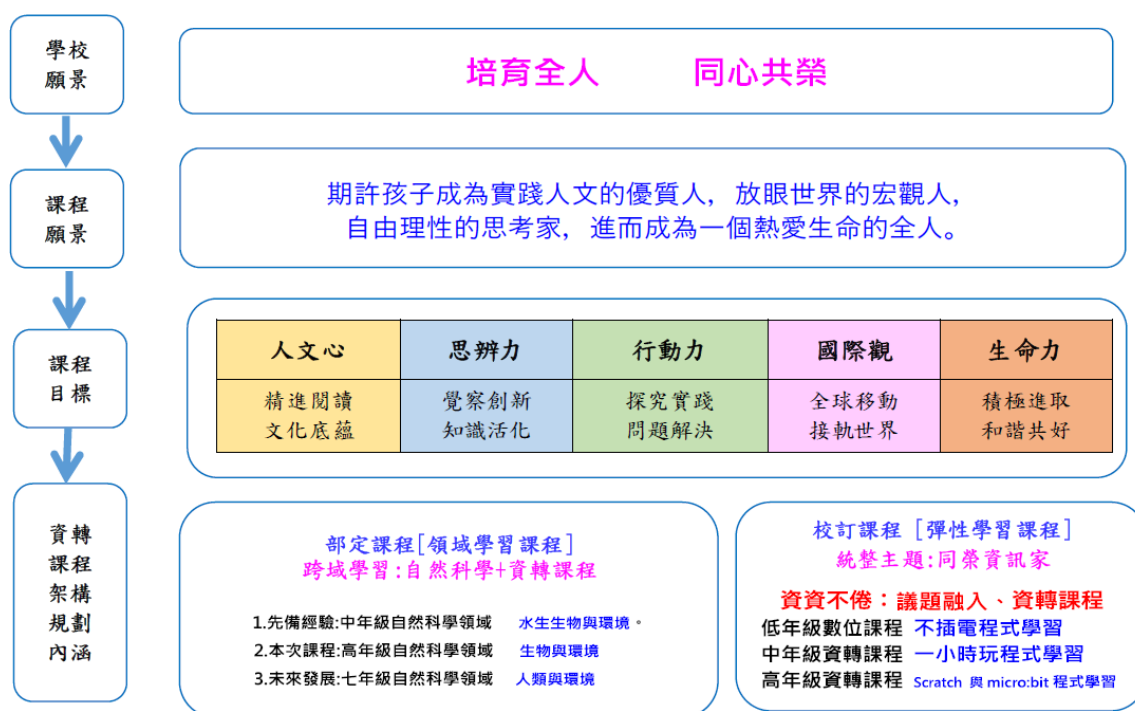 學校
願景
培育全人 同心共榮
課程
願景
期許孩子成為實踐人文的優質人，放眼世界的宏觀人，
自由理性的思考家，進而成為一個熱愛生命的全人。
課程
目標
人文心 思辨力 行動力 國際觀 生命力
精進閱讀 覺察創新 探究實踐 全球移動 積極進取
文化底蘊 知識活化 問題解決 接軌世界 和諧共好
資轉
課程
架構
規劃
內涵
部定課程[領域學習課程]
跨域學習:自然科學+資轉課程
1.先備經驗:中年級自然科學領域 水生生物與環境。
2.本次課程:高年級自然科學領域 生物與環境
3.未來發展:七年級自然科學領域 人類與環境
校訂課程 [彈性學習課程]
統整主題:同榮資訊家
資資不倦：議題融入、資轉課程
低年級數位課程 不插電程式學習
中年級資轉課程 一小時玩程式學習
高年級資轉課程 Scratch 與 micro:bit 程式學習